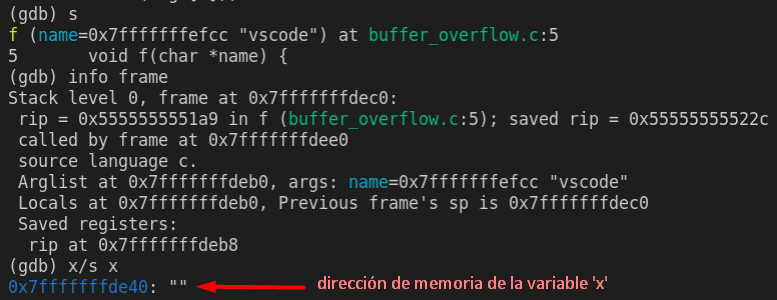 (gdb) s
f (name=0x7fffffffefcc "vscode") at buffer_overflow.c:5
5       void f(char *name) {
(gdb) info frame
Stack level 0, frame at 0x7fffffffdec0:
 rip = 0x5555555551a9 in f (buffer_overflow.c:5); saved rip = 0x55555555522c
 called by frame at 0x7fffffffdee0
 source language c.
 Arglist at 0x7fffffffdeb0, args: name=0x7fffffffefcc "vscode"
 Locals at 0x7fffffffdeb0, Previous frame's sp is 0x7fffffffdec0
 Saved registers:
  rip at 0x7fffffffdeb8
(gdb) x/s x
0x7fffffffde40: "" dirección de memoria de la variable 'x'